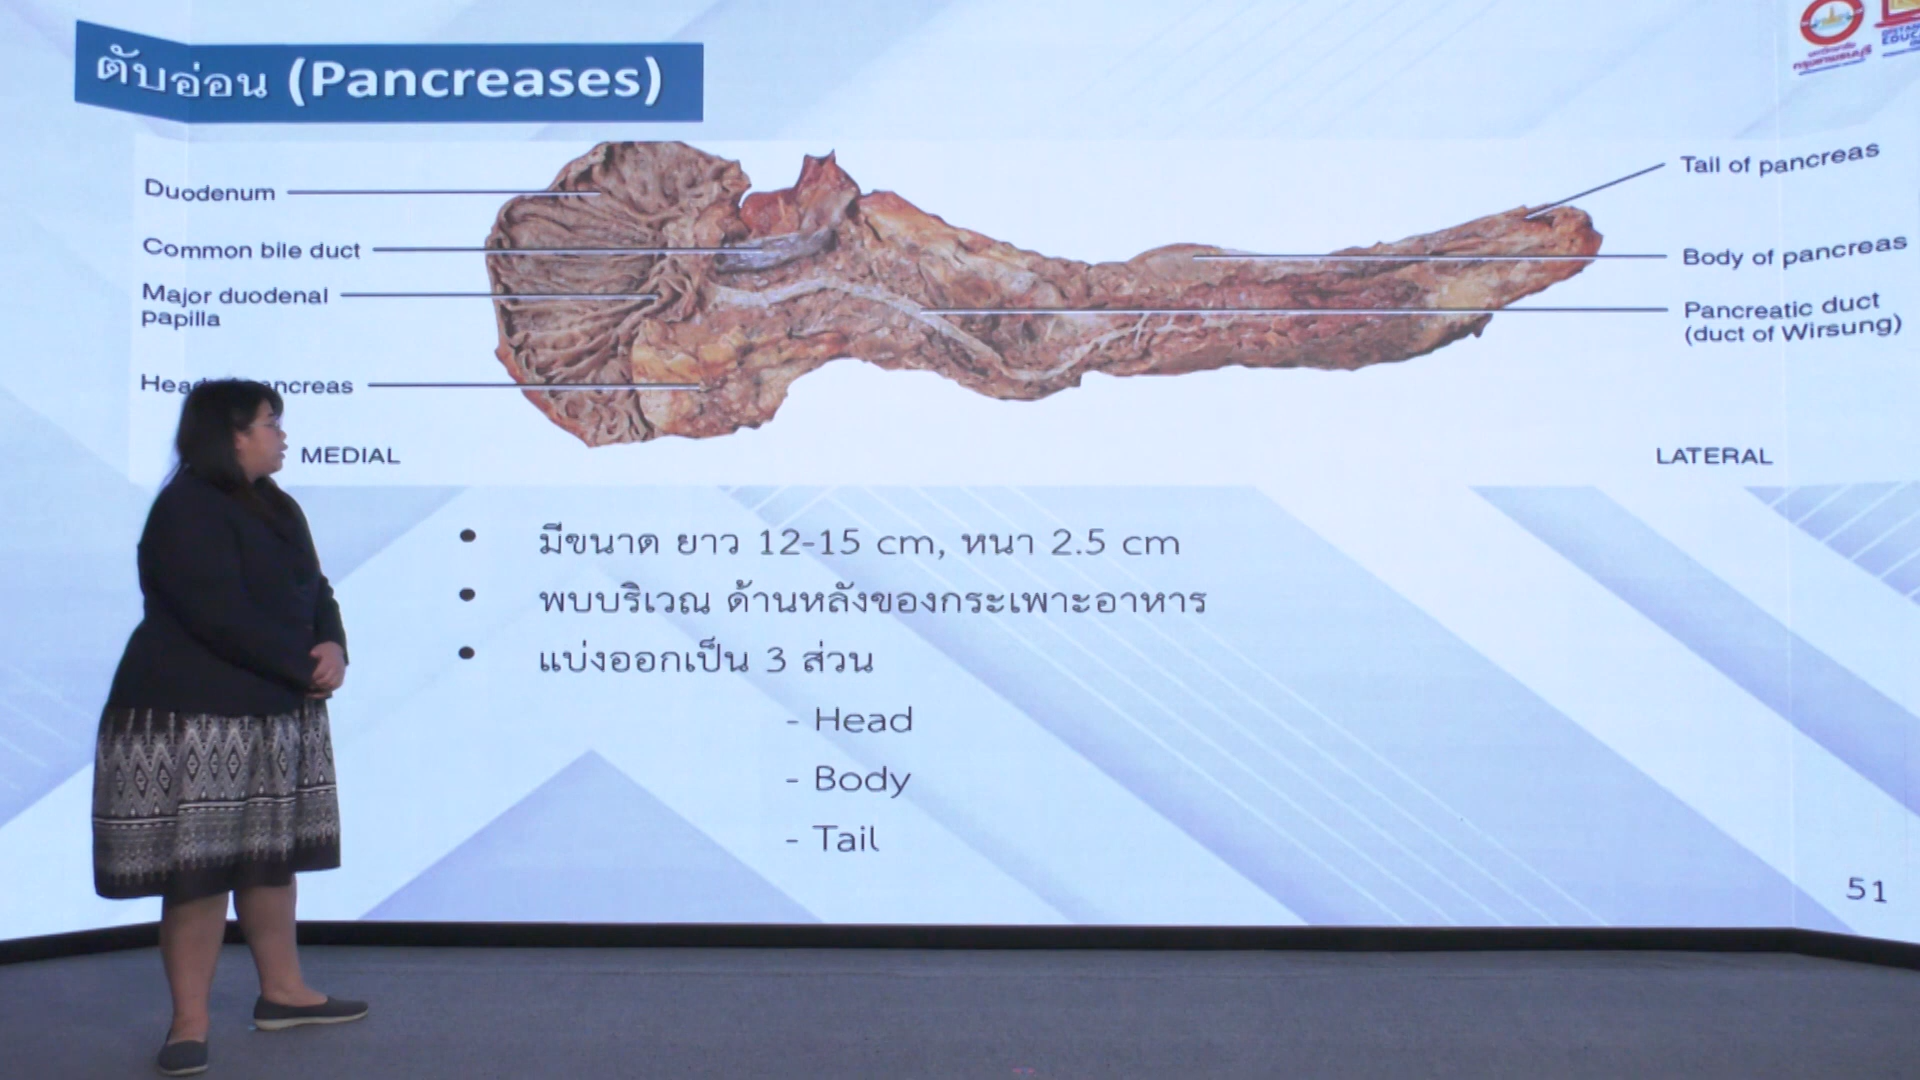 ตับอ่อน (Pancreases)
Duodenum
Common bile duct
Major duodenal
papilla
MEDIAL
Tail of pancreas
Body of pancreas
Pancreatic duct
(duct of Wirsung)
LATERAL
• มีขนาด ยาว 12-15 cm, หนา 2.5 cm
• พบบริเวณ ด้านหลังของกระเพาะอาหาร
• แบ่งออกเป็น 3 ส่วน
- Head
- Body
- Tail
51